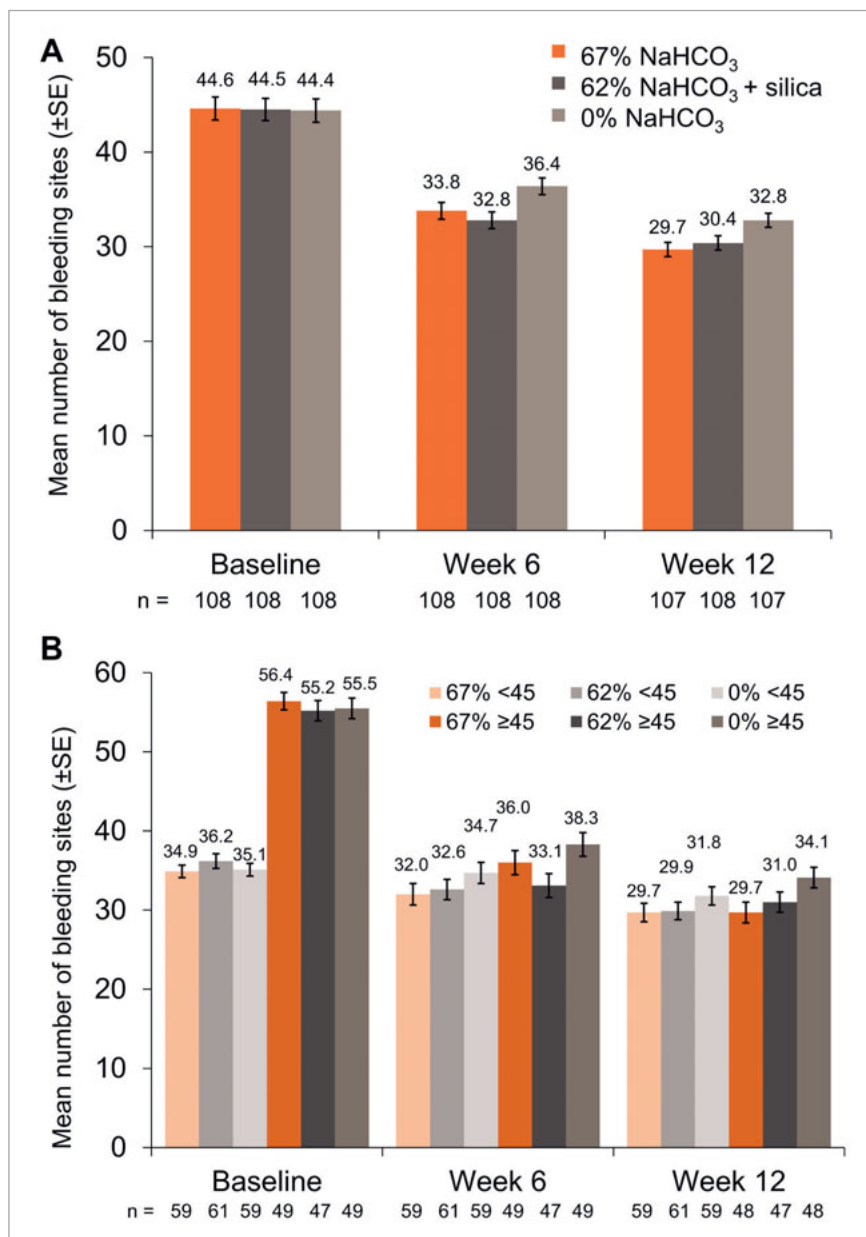 A
Mean number of bleeding sites (±SE)
50
40
30
20
10
0
67% NaHCO₃
62% NaHCO₃ + silica
0% NaHCO₃
44.6 44.5 44.4
33.8 32.8 36.4
29.7 30.4 32.8
Baseline Week 6 Week 12
n = 108 108 108 108 108 108 107 108 107
B
Mean number of bleeding sites (±SE)
60
50
40
30
20
10
0
67% <45 62% <45 0% <45
67% ≥45 62% ≥45 0% ≥45
34.9 36.2 35.1 56.4 55.2 55.5
32.0 32.6 34.7 36.0 33.1 38.3
29.7 29.9 31.8 29.7 31.0 34.1
Baseline Week 6 Week 12
n = 59 61 59 49 47 49 59 61 59 49 47 49 59 61 59 48 47 48